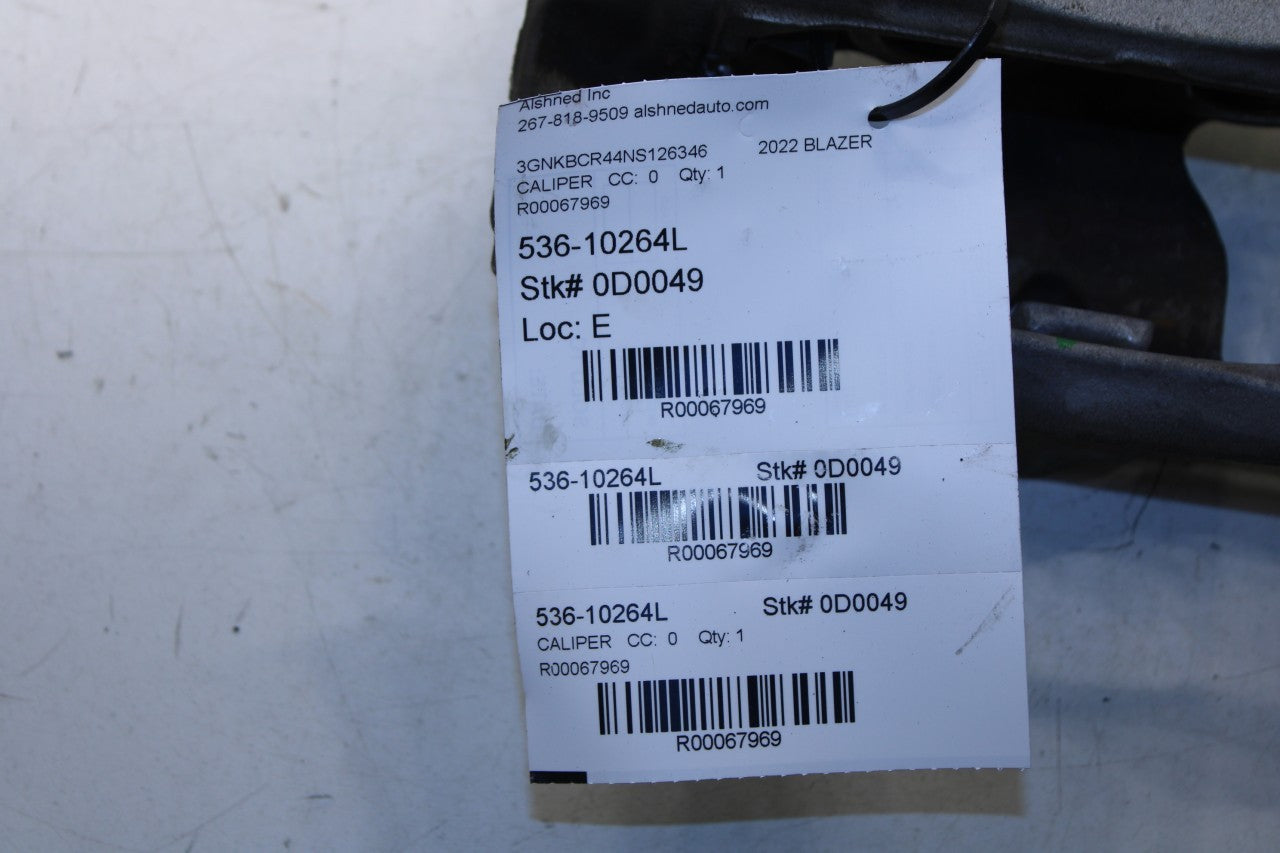 Alshned Inc
267-818-9509 alshnedauto.com
3GNKBCR44NS126346 2022 BLAZER
CALIPER CC: 0 Qty: 1
R00067969
536-10264L
Stk# 0D0049
Loc: E
R00067969
536-10264L Stk# 0D0049
R00067969
536-10264L Stk# 0D0049
CALIPER CC: 0 Qty: 1
R00067969
R00067969